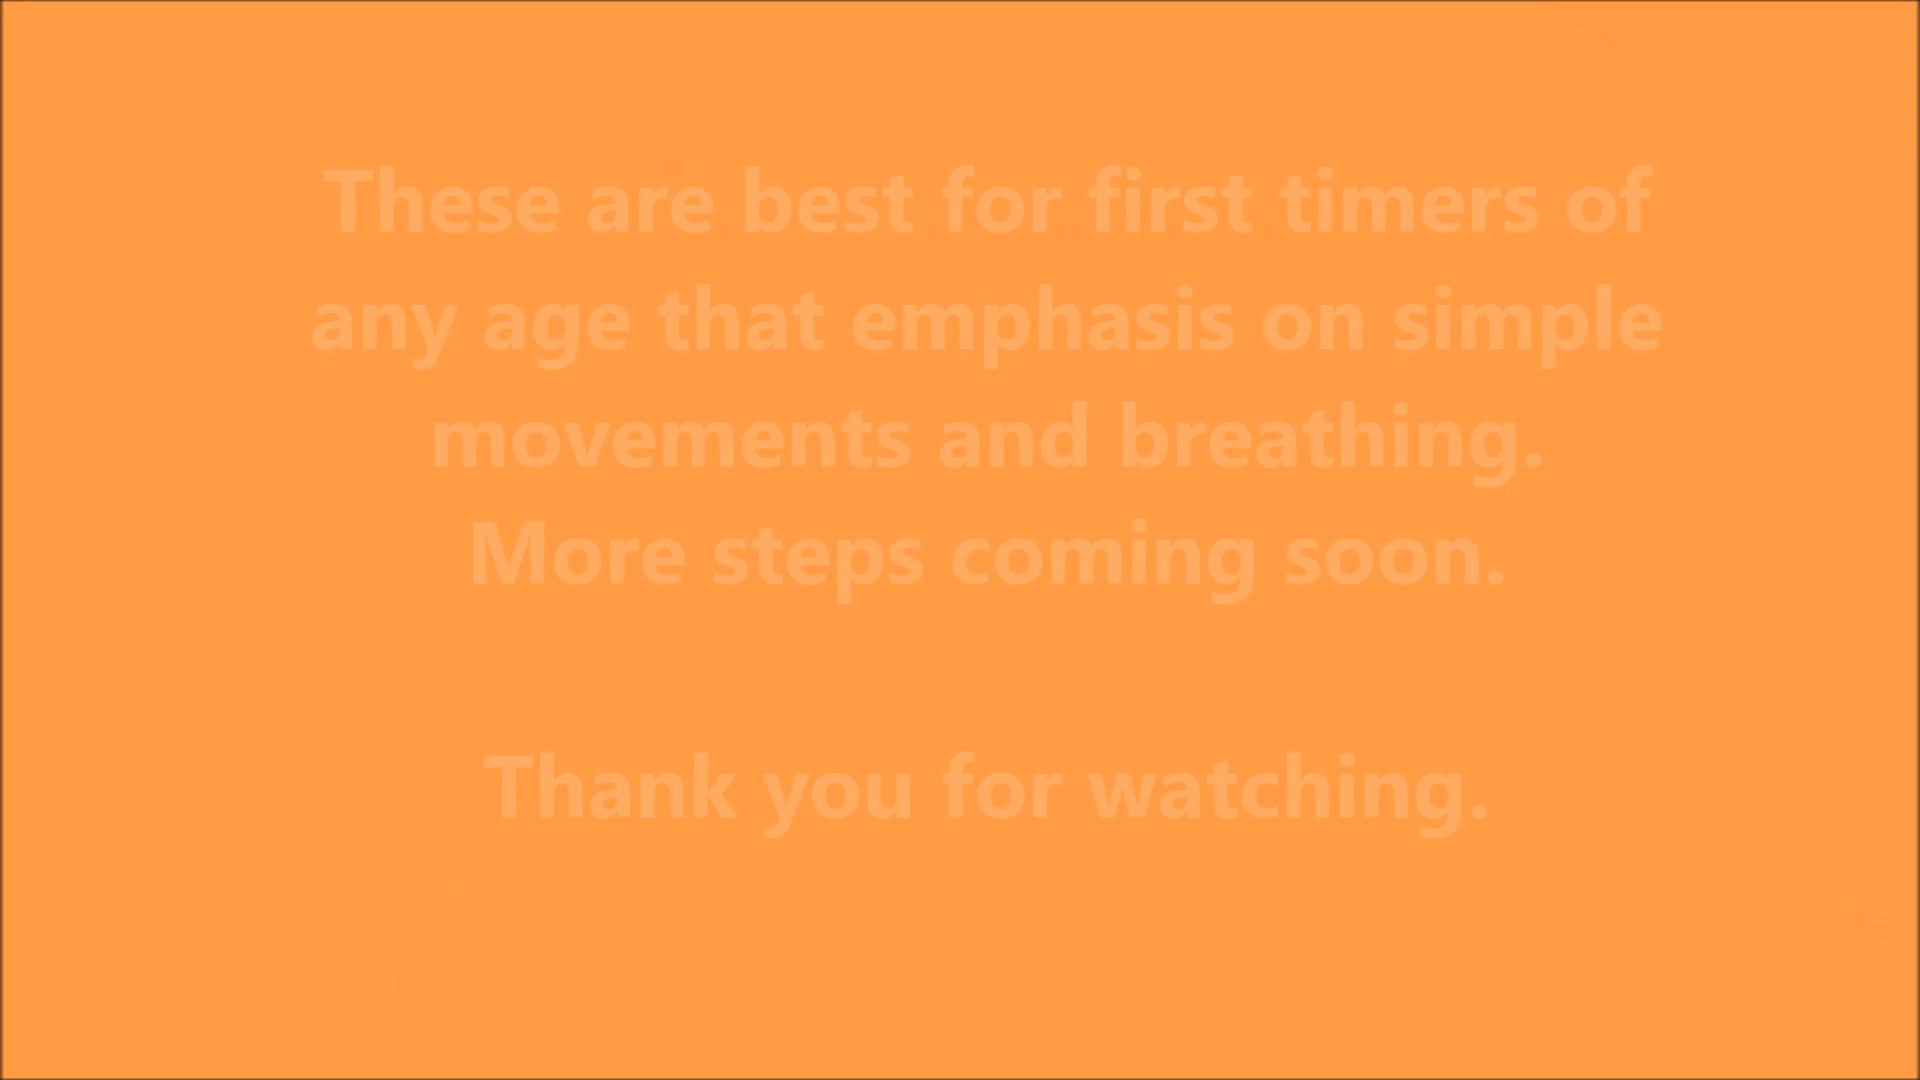 These are best for first timers of
any age that emphasis on simple
movements and breathing.
More steps coming soon.
Thank you for watching.